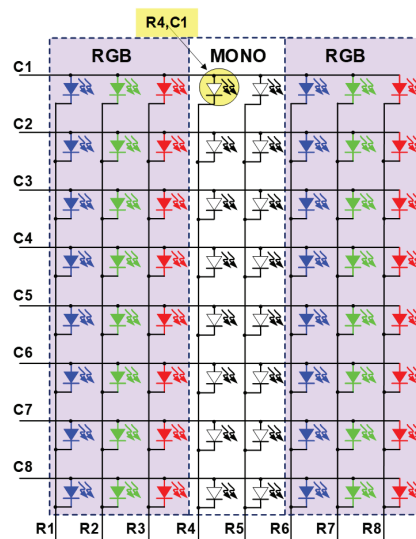 R4,C1
RGB MONO RGB
C1
C2
C3
C4
C5
C6
C7
C8
R1 R2 R3 R4 R5 R6 R7 R8